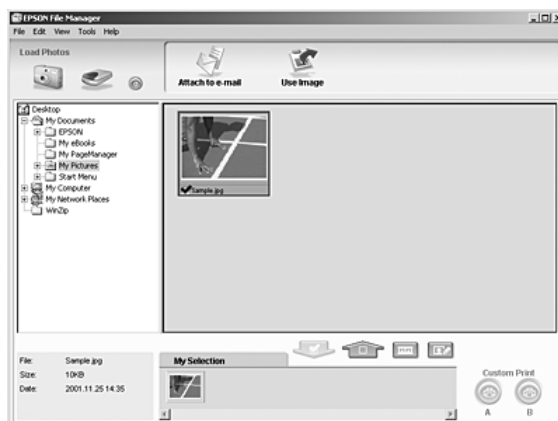 EPSON File Manager
File Edit View Tools Help
Load Photos
Attach to e-mail
Use Image
Desktop
My Documents
EPSON
My eBooks
My PageManager
My Pictures
Start Menu
My Computer
My Network Places
WinZip
Sample.jpg
File: Sample.jpg
Size: 10KB
Date: 2001.11.25 14:35
My Selection
Custom Print
A B